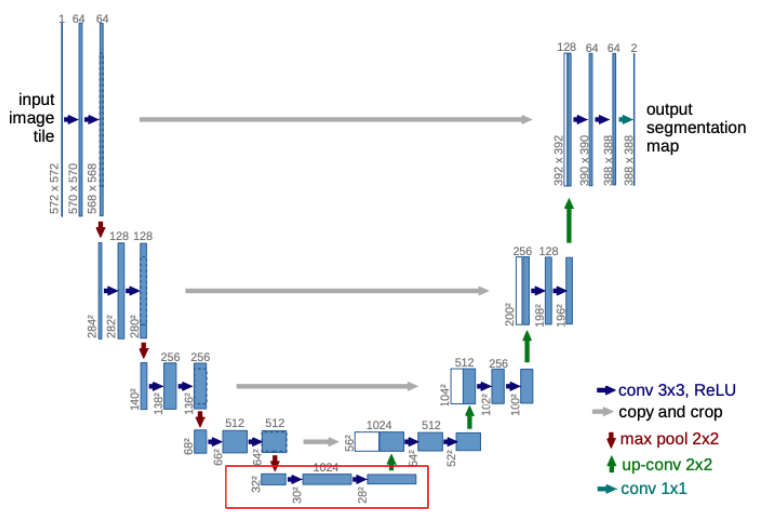 1 64 64
128 64 64 2
input
image
tile
output
segmentation
map
572 x 572
570 x 570
568 x 568
392 x 392
390 x 390
388 x 388
388 x 388
128 128
256 128
284²
282²
280²
200²
198²
196²
256 256
512 256
140²
138²
136²
104²
102²
100²
512 512
1024 512
68²
66²
64²
56²
54²
52²
1024
32²
30²
28²
conv 3x3, ReLU
copy and crop
max pool 2x2
up-conv 2x2
conv 1x1